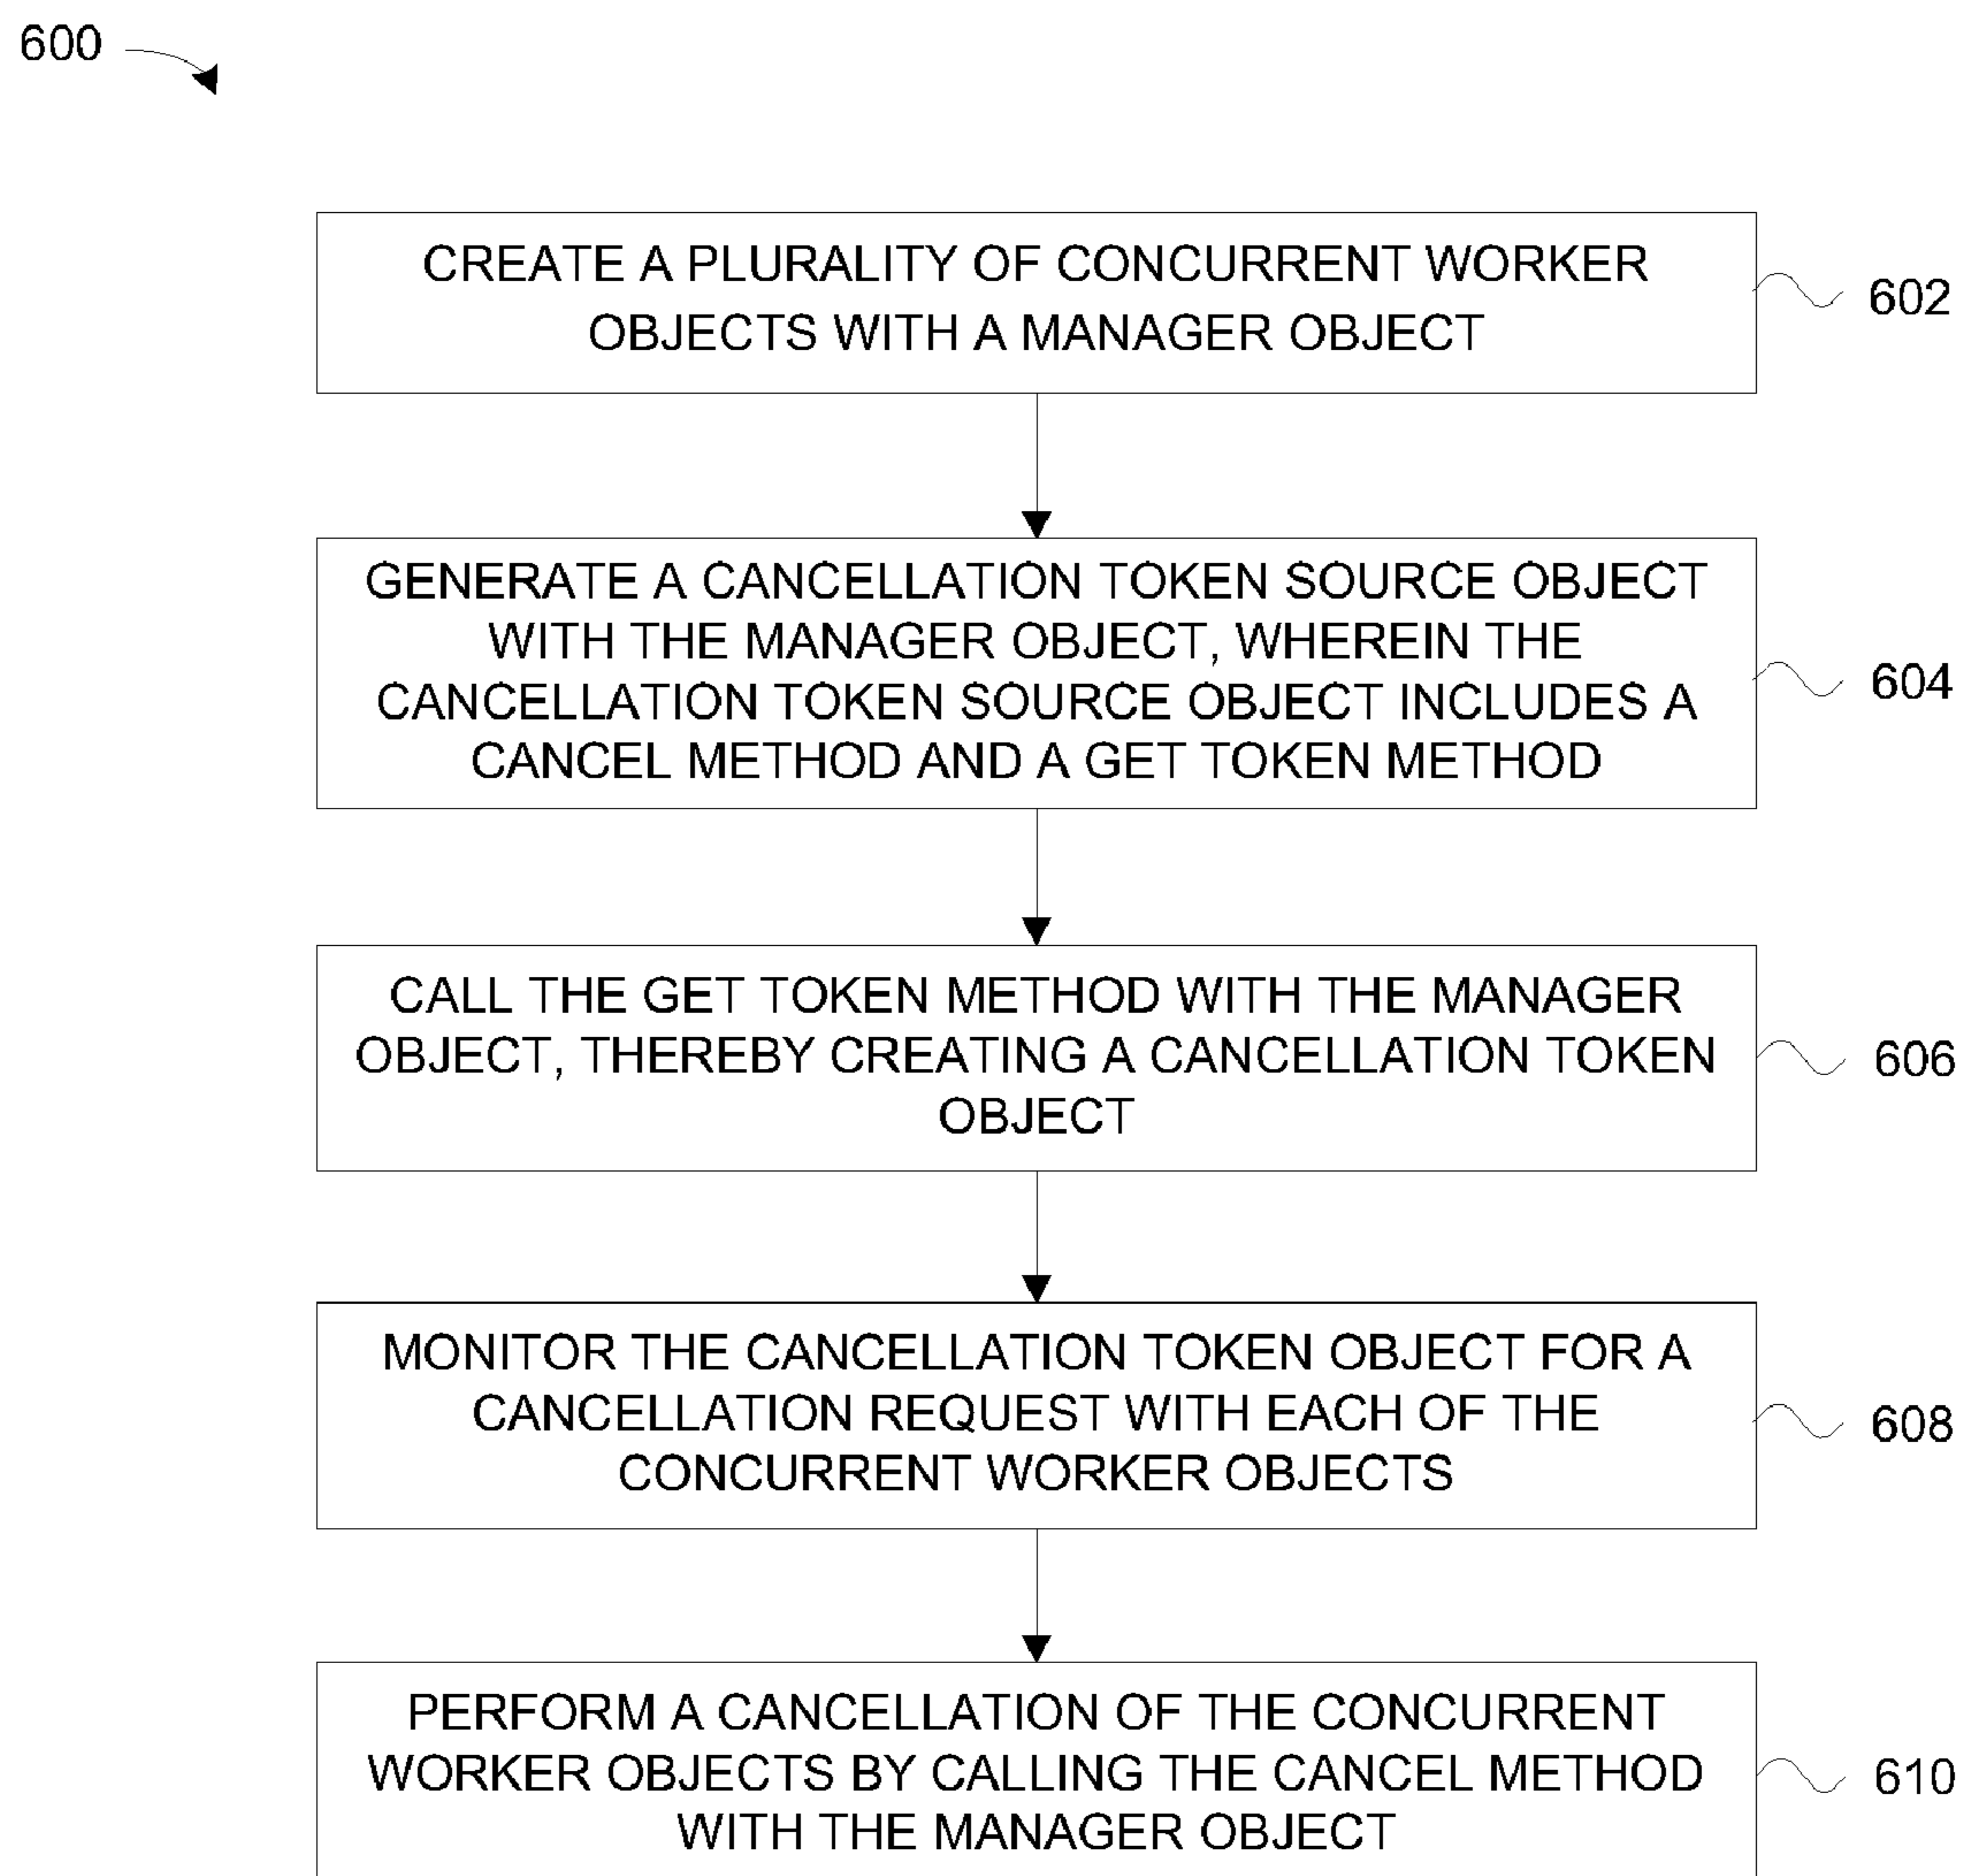 600
CREATE A PLURALITY OF CONCURRENT WORKER
OBJECTS WITH A MANAGER OBJECT
602
GENERATE A CANCELLATION TOKEN SOURCE OBJECT
WITH THE MANAGER OBJECT, WHEREIN THE
CANCELLATION TOKEN SOURCE OBJECT INCLUDES A
CANCEL METHOD AND A GET TOKEN METHOD
604
CALL THE GET TOKEN METHOD WITH THE MANAGER
OBJECT, THEREBY CREATING A CANCELLATION TOKEN
OBJECT
606
MONITOR THE CANCELLATION TOKEN OBJECT FOR A
CANCELLATION REQUEST WITH EACH OF THE
CONCURRENT WORKER OBJECTS
608
PERFORM A CANCELLATION OF THE CONCURRENT
WORKER OBJECTS BY CALLING THE CANCEL METHOD
WITH THE MANAGER OBJECT
610